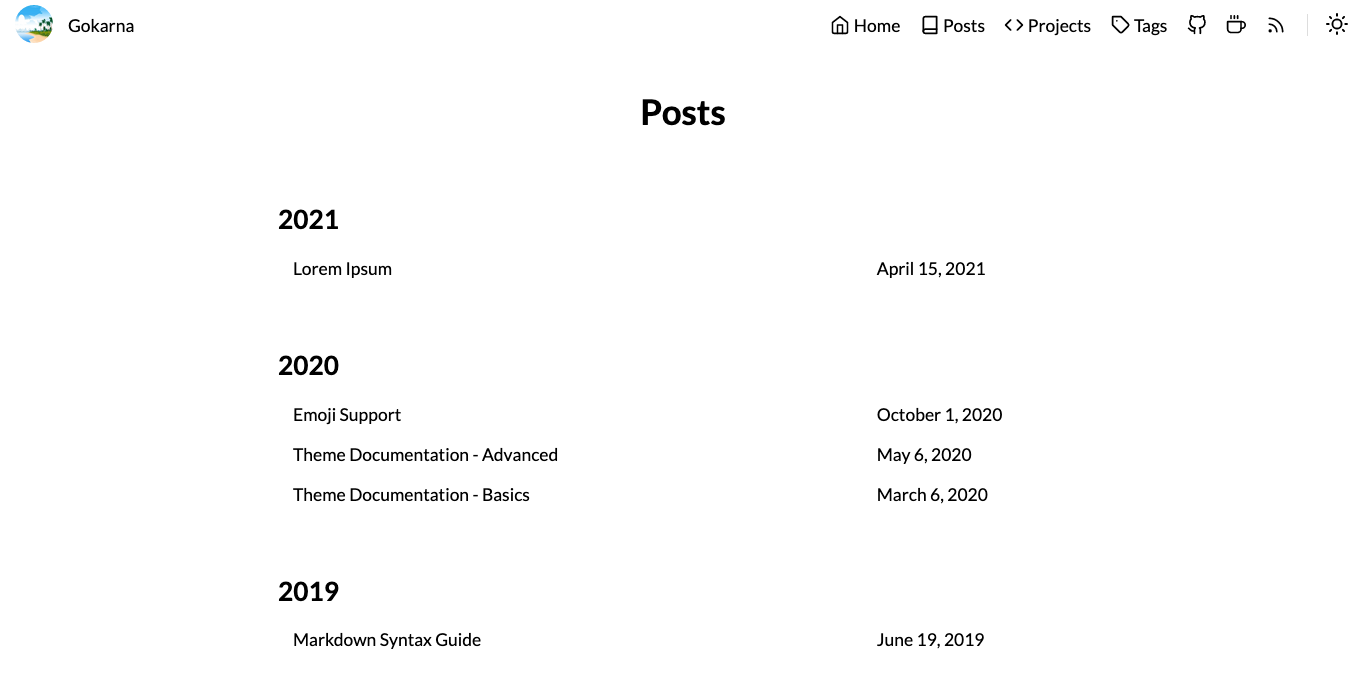 Gokarna
Home Posts Projects Tags
Posts
2021
Lorem Ipsum April 15, 2021
2020
Emoji Support October 1, 2020
Theme Documentation - Advanced May 6, 2020
Theme Documentation - Basics March 6, 2020
2019
Markdown Syntax Guide June 19, 2019